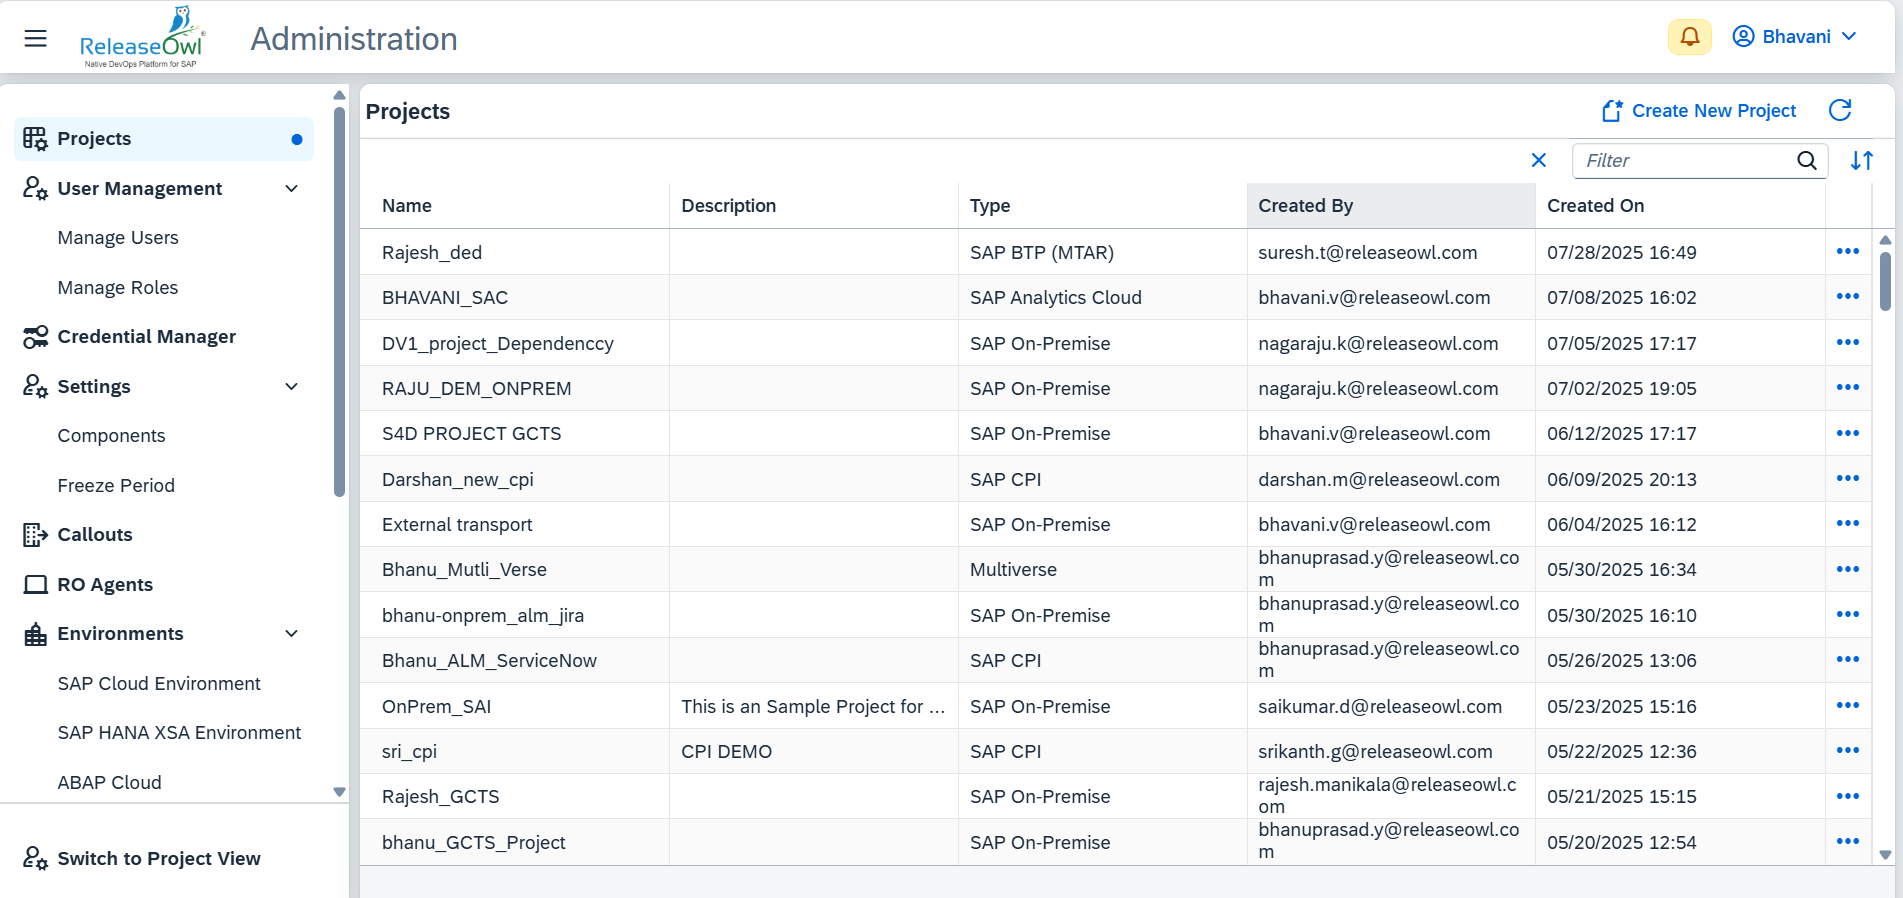 ReleaseOwl®
Native DevOps Platform for SAP
Administration
Bhavani
Projects
User Management
Manage Users
Manage Roles
Credential Manager
Settings
Components
Freeze Period
Callouts
RO Agents
Environments
SAP Cloud Environment
SAP HANA XSA Environment
ABAP Cloud
Switch to Project View
Projects
Create New Project
Filter
Name Description Type Created By Created On
Rajesh_ded SAP BTP (MTAR) suresh.t@releaseowl.com 07/28/2025 16:49
BHAVANI_SAC SAP Analytics Cloud bhavani.v@releaseowl.com 07/08/2025 16:02
DV1_project_Dependenccy SAP On-Premise nagaraju.k@releaseowl.com 07/05/2025 17:17
RAJU_DEM_ONPREM SAP On-Premise nagaraju.k@releaseowl.com 07/02/2025 19:05
S4D PROJECT GCTS SAP On-Premise bhavani.v@releaseowl.com 06/12/2025 17:17
Darshan_new_cpi SAP CPI darshan.m@releaseowl.com 06/09/2025 20:13
External transport SAP On-Premise bhavani.v@releaseowl.com 06/04/2025 16:12
Bhanu_Mutli_Verse Multiverse bhanuprasad.y@releaseowl.co
m 05/30/2025 16:34
bhanu-onprem_alm_jira SAP On-Premise bhanuprasad.y@releaseowl.co
m 05/30/2025 16:10
Bhanu_ALM_ServiceNow SAP CPI bhanuprasad.y@releaseowl.co
m 05/26/2025 13:06
OnPrem_SAI This is an Sample Project for ... SAP On-Premise saikumar.d@releaseowl.com 05/23/2025 15:16
sri_cpi CPI DEMO SAP CPI srikanth.g@releaseowl.com 05/22/2025 12:36
Rajesh_GCTS SAP On-Premise rajesh.manikala@releaseowl.c
om 05/21/2025 15:15
bhanu_GCTS_Project SAP On-Premise bhanuprasad.y@releaseowl.co
m 05/20/2025 12:54